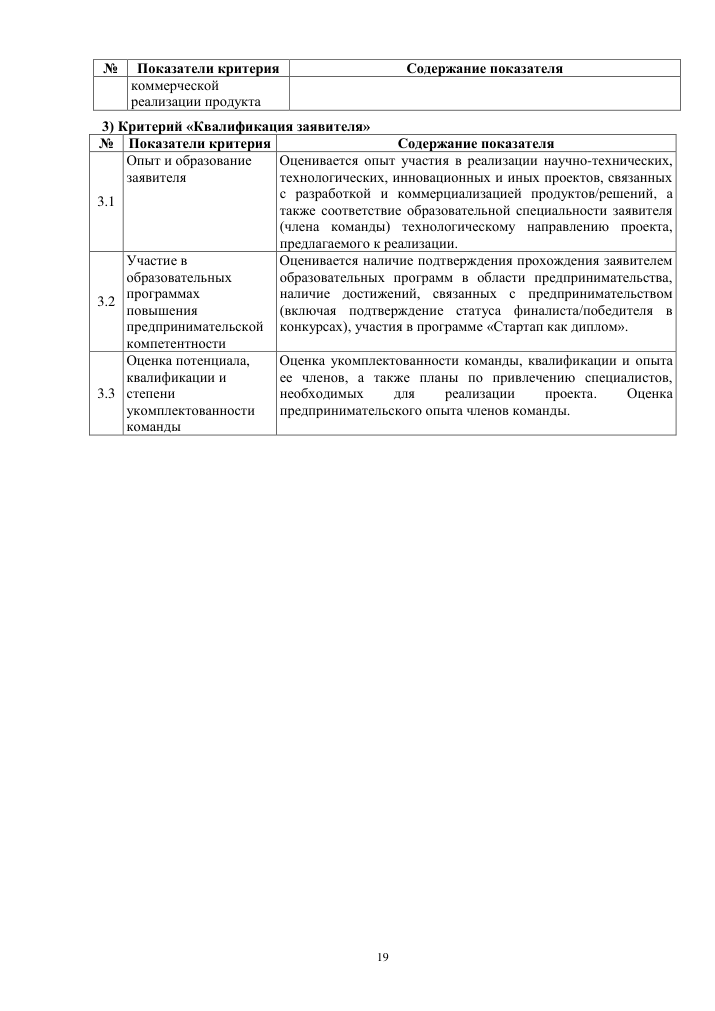 № Показатели критерия Содержание показателя
коммерческой
реализации продукта
3) Критерий «Квалификация заявителя»
№ Показатели критерия Содержание показателя
3.1
Опыт и образование
заявителя
Оценивается опыт участия в реализации научно-технических,
технологических, инновационных и иных проектов, связанных
с разработкой и коммерциализацией продуктов/решений, а
также соответствие образовательной специальности заявителя
(члена команды) технологическому направлению проекта,
предлагаемого к реализации.
3.2
Участие в
образовательных
программах
повышения
предпринимательской
компетентности
Оценивается наличие подтверждения прохождения заявителем
образовательных программ в области предпринимательства,
наличие достижений, связанных с предпринимательством
(включая подтверждение статуса финалиста/победителя в
конкурсах), участия в программе «Стартап как диплом».
3.3
Оценка потенциала,
квалификации и
степени
укомплектованности
команды
Оценка укомплектованности команды, квалификации и опыта
ее членов, а также планы по привлечению специалистов,
необходимых для реализации проекта. Оценка
предпринимательского опыта членов команды.
19